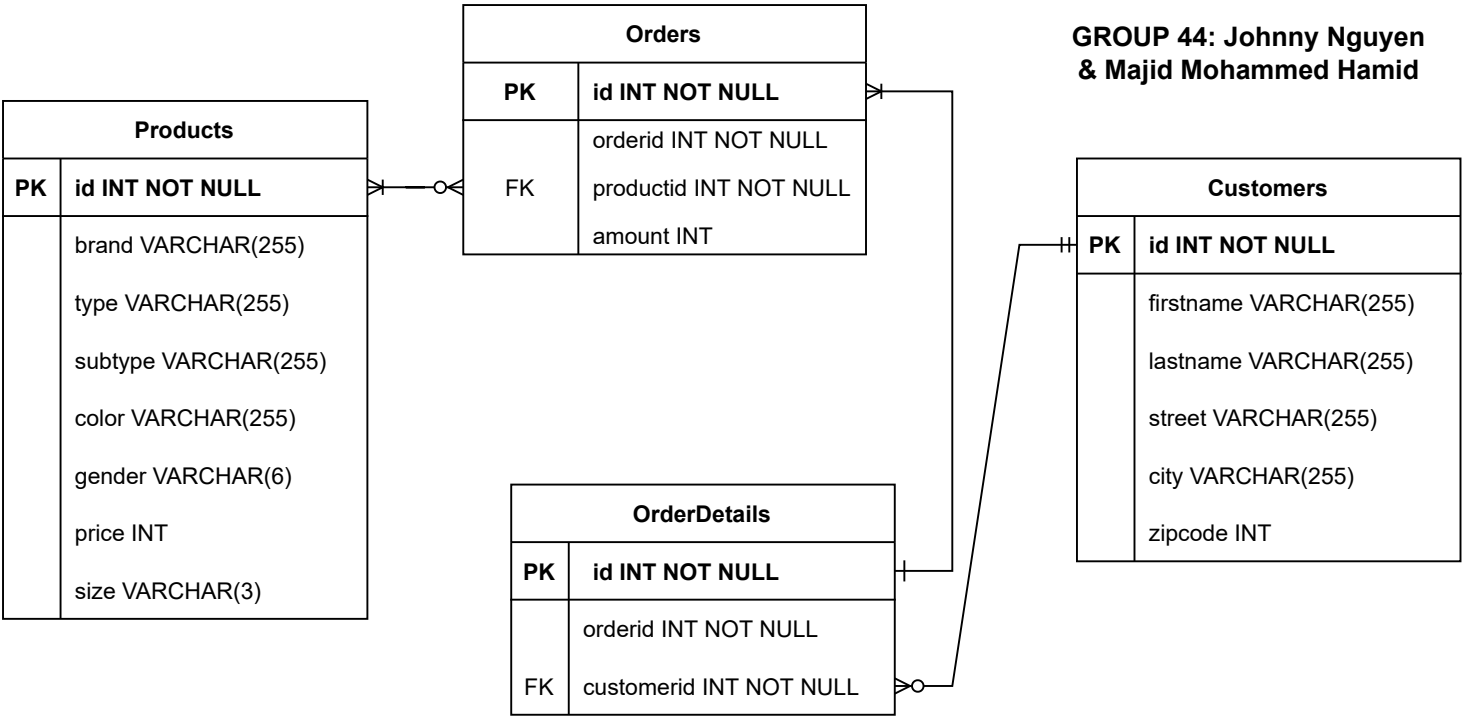 GROUP 44: Johnny Nguyen
& Majid Mohammed Hamid
Orders
PK id INT NOT NULL
orderid INT NOT NULL
FK productid INT NOT NULL
amount INT
Products
PK id INT NOT NULL
brand VARCHAR(255)
type VARCHAR(255)
subtype VARCHAR(255)
color VARCHAR(255)
gender VARCHAR(6)
price INT
size VARCHAR(3)
Customers
PK id INT NOT NULL
firstname VARCHAR(255)
lastname VARCHAR(255)
street VARCHAR(255)
city VARCHAR(255)
zipcode INT
OrderDetails
PK id INT NOT NULL
orderid INT NOT NULL
FK customerid INT NOT NULL